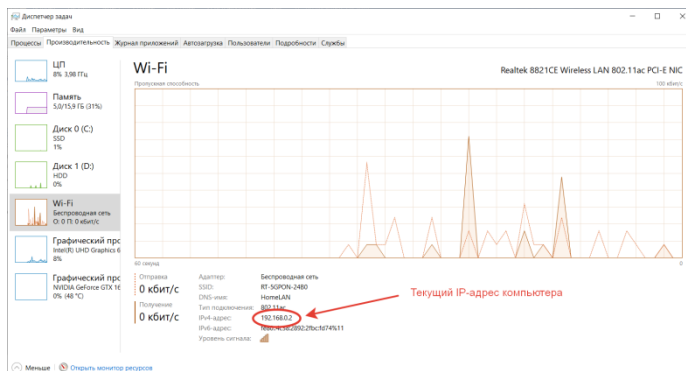 Диспетчер задач
Файл Параметры Вид
Процессы Производительность Журнал приложений Автозагрузка Пользователи Подробности Службы
ЦП
8% 3,98 ГГц
Память
5,0/15,9 ГБ (31%)
Диск 0 (C:)
SSD
1%
Диск 1 (D:)
HDD
0%
Wi-Fi
Беспроводная сеть
О: 0 П: 0 кбит/с
Графический прс
Intel(R) UHD Graphics 6
8%
Графический прс
NVIDIA GeForce GTX 16
0% (48 °C)
Wi-Fi
Realtek 8821CE Wireless LAN 802.11ac PCI-E NIC
Пропускная способность
100 кбит/с
60 секунд
0
Отправка
0 кбит/с
Получение
0 кбит/с
Адаптер: Беспроводная сеть
SSID: RT-5GPON-2480
DNS-имя: HomeLAN
Тип подключения: 802.11ac
IPv4-адрес: 192.168.0.2
IPv6-адрес:
Уровень сигнала:
Текущий IP-адрес компьютера
Меньше
Открыть монитор ресурсов